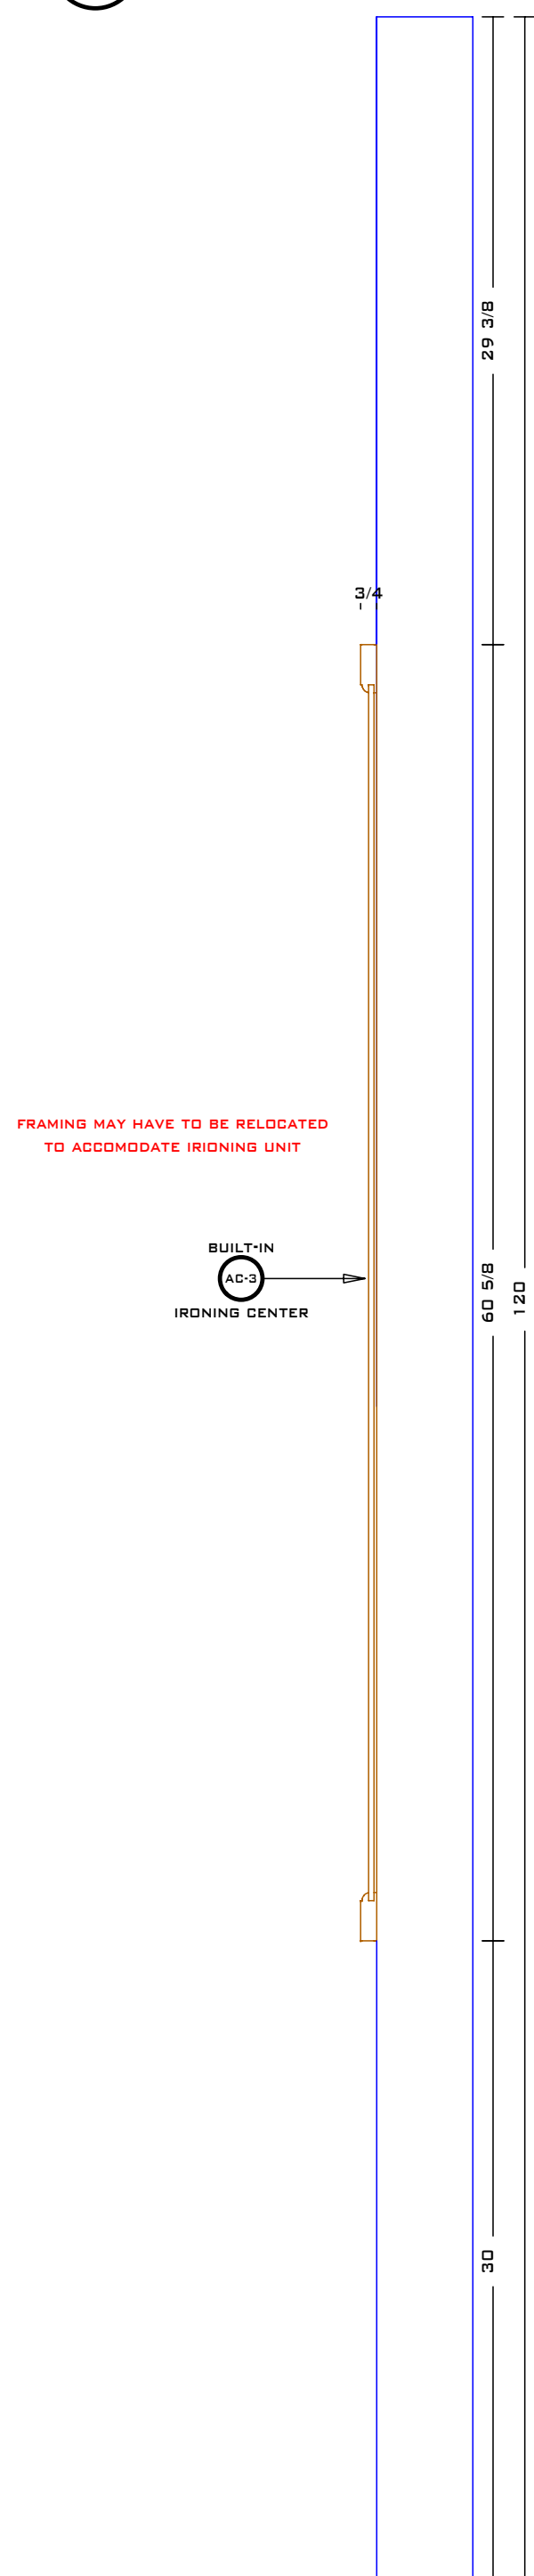 29 3/8
3/4
FRAMING MAY HAVE TO BE RELOCATED
TO ACCOMODATE IRIONING UNIT
BUILT-IN
AC-3
IRONING CENTER
60 5/8
120
30